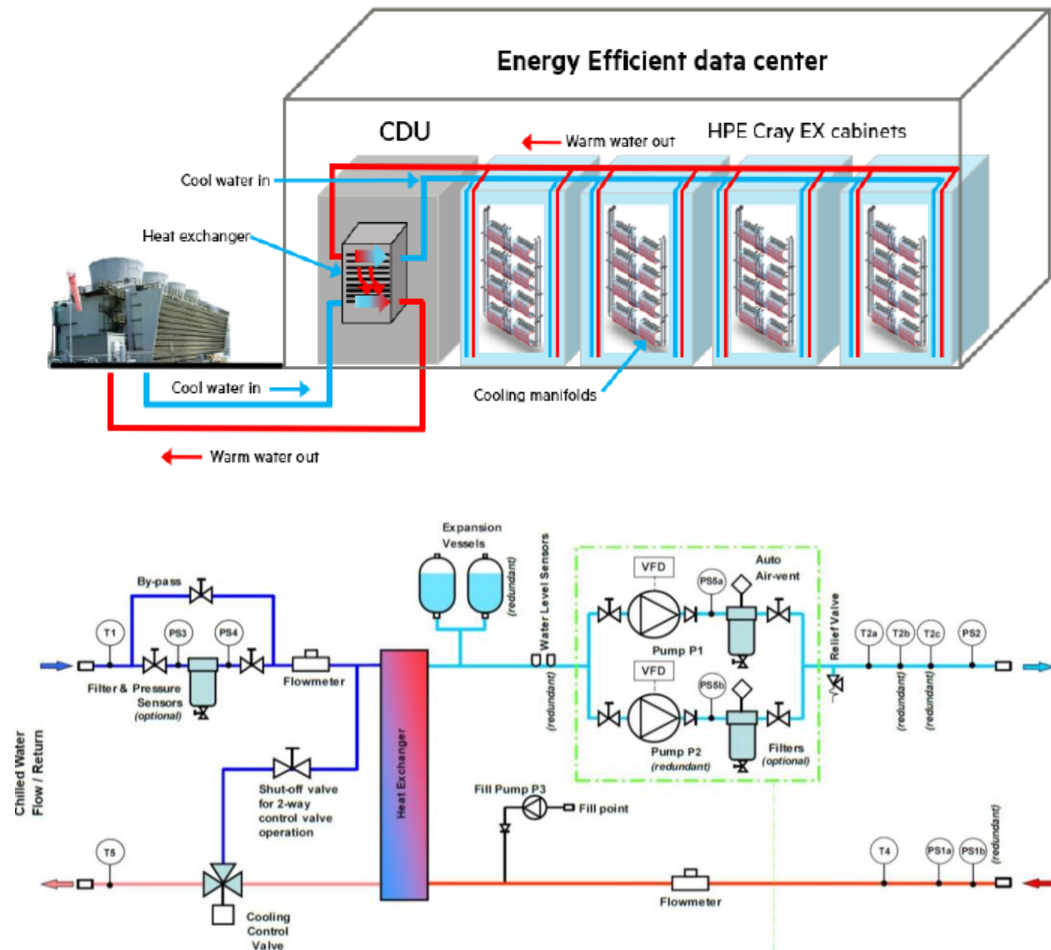 Energy Efficient data center
CDU
HPE Cray EX cabinets
Warm water out
Cool water in
Heat exchanger
Cool water in
Cooling manifolds
Warm water out
Expansion
Vessels
(redundant)
Water Level Sensors
(redundant)
VFD
PS5a
Auto
Air-vent
Pump P1
VFD
PS5b
Pump P2
(redundant)
Filters
(optional)
Relief Valve
T2a
T2b
T2c
PS2
(redundant)
(redundant)
By-pass
T1
PS3
PS4
Filter & Pressure
Sensors
(optional)
Flowmeter
Chilled Water
Flow / Return
Shut-off valve
for 2-way
control valve
operation
Heat Exchanger
Fill Pump P3
Fill point
T5
Cooling
Control
Valve
Flowmeter
T4
PS1a
PS1b
(redundant)